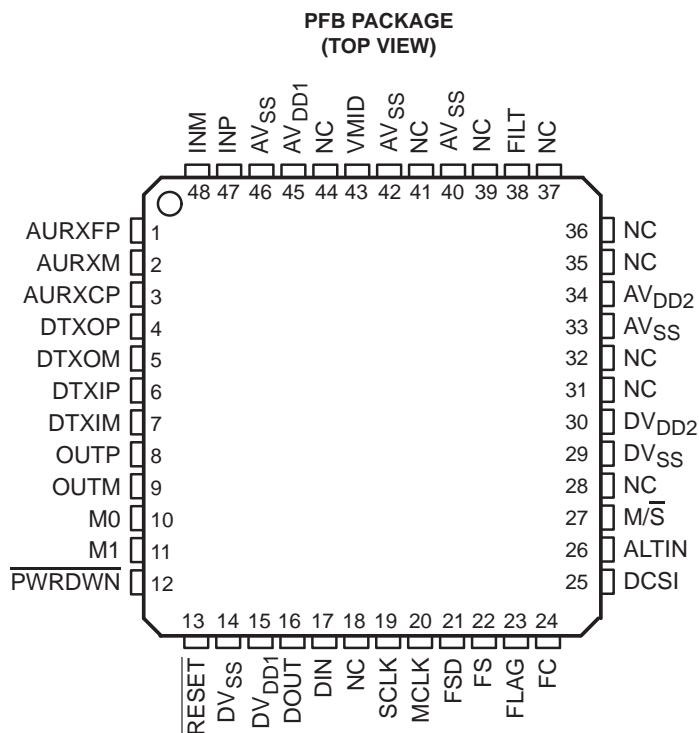 PFB PACKAGE
(TOP VIEW)
INM INP AVSS AVDD1 NC VMID AVSS NC AVSS NC FILT NC
48 47 46 45 44 43 42 41 40 39 38 37
AURXFP 1
AURXM 2
AURXCP 3
DTXOP 4
DTXOM 5
DTXIP 6
DTXIM 7
OUTP 8
OUTM 9
M0 10
M1 11
PWRDWN 12
36 NC
35 NC
34 AVDD2
33 AVSS
32 NC
31 NC
30 DVDD2
29 DVSS
28 NC
27 M/S
26 ALTIN
25 DCSI
13 14 15 16 17 18 19 20 21 22 23 24
RESET DVSS DVDD1 DOUT DIN NC SCLK MCLK FSD FS FLAG FC